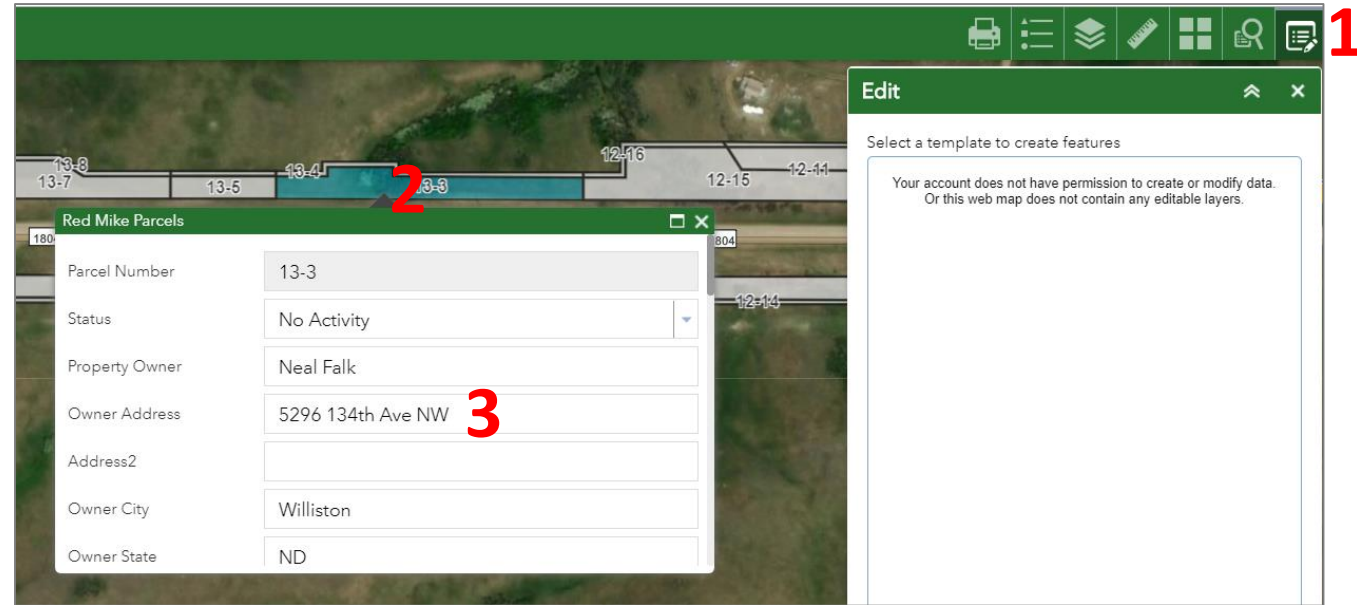 1
Edit
Select a template to create features
Your account does not have permission to create or modify data.
Or this web map does not contain any editable layers.
13-8
13-7
13-5
13-4
2
13-3
12-16
12-15
12-11
180
804
12-14
Red Mike Parcels
Parcel Number 13-3
Status No Activity
Property Owner Neal Falk
Owner Address 5296 134th Ave NW 3
Address2
Owner City Williston
Owner State ND